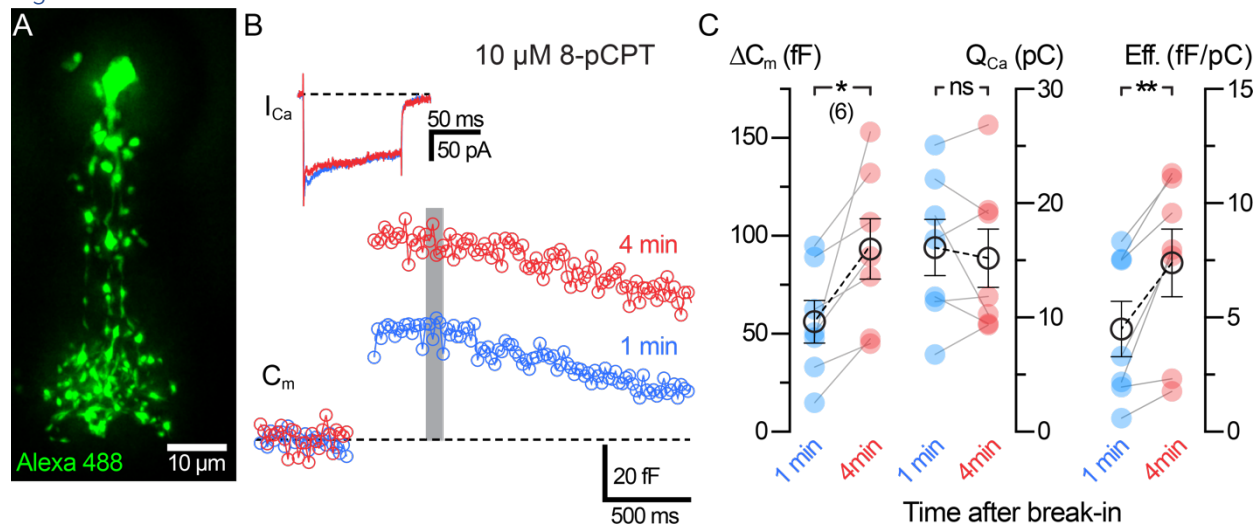 A
Alexa 488
10 µm
B
10 µM 8-pCPT
I Ca
50 ms
50 pA
4 min
1 min
C m
20 fF
500 ms
C
ΔCm (fF)
QCa (pC)
Eff. (fF/pC)
*
(6)
ns
**
150
100
50
0
30
20
10
0
15
10
5
0
1 min
4min
1 min
4min
1 min
4min
Time after break-in